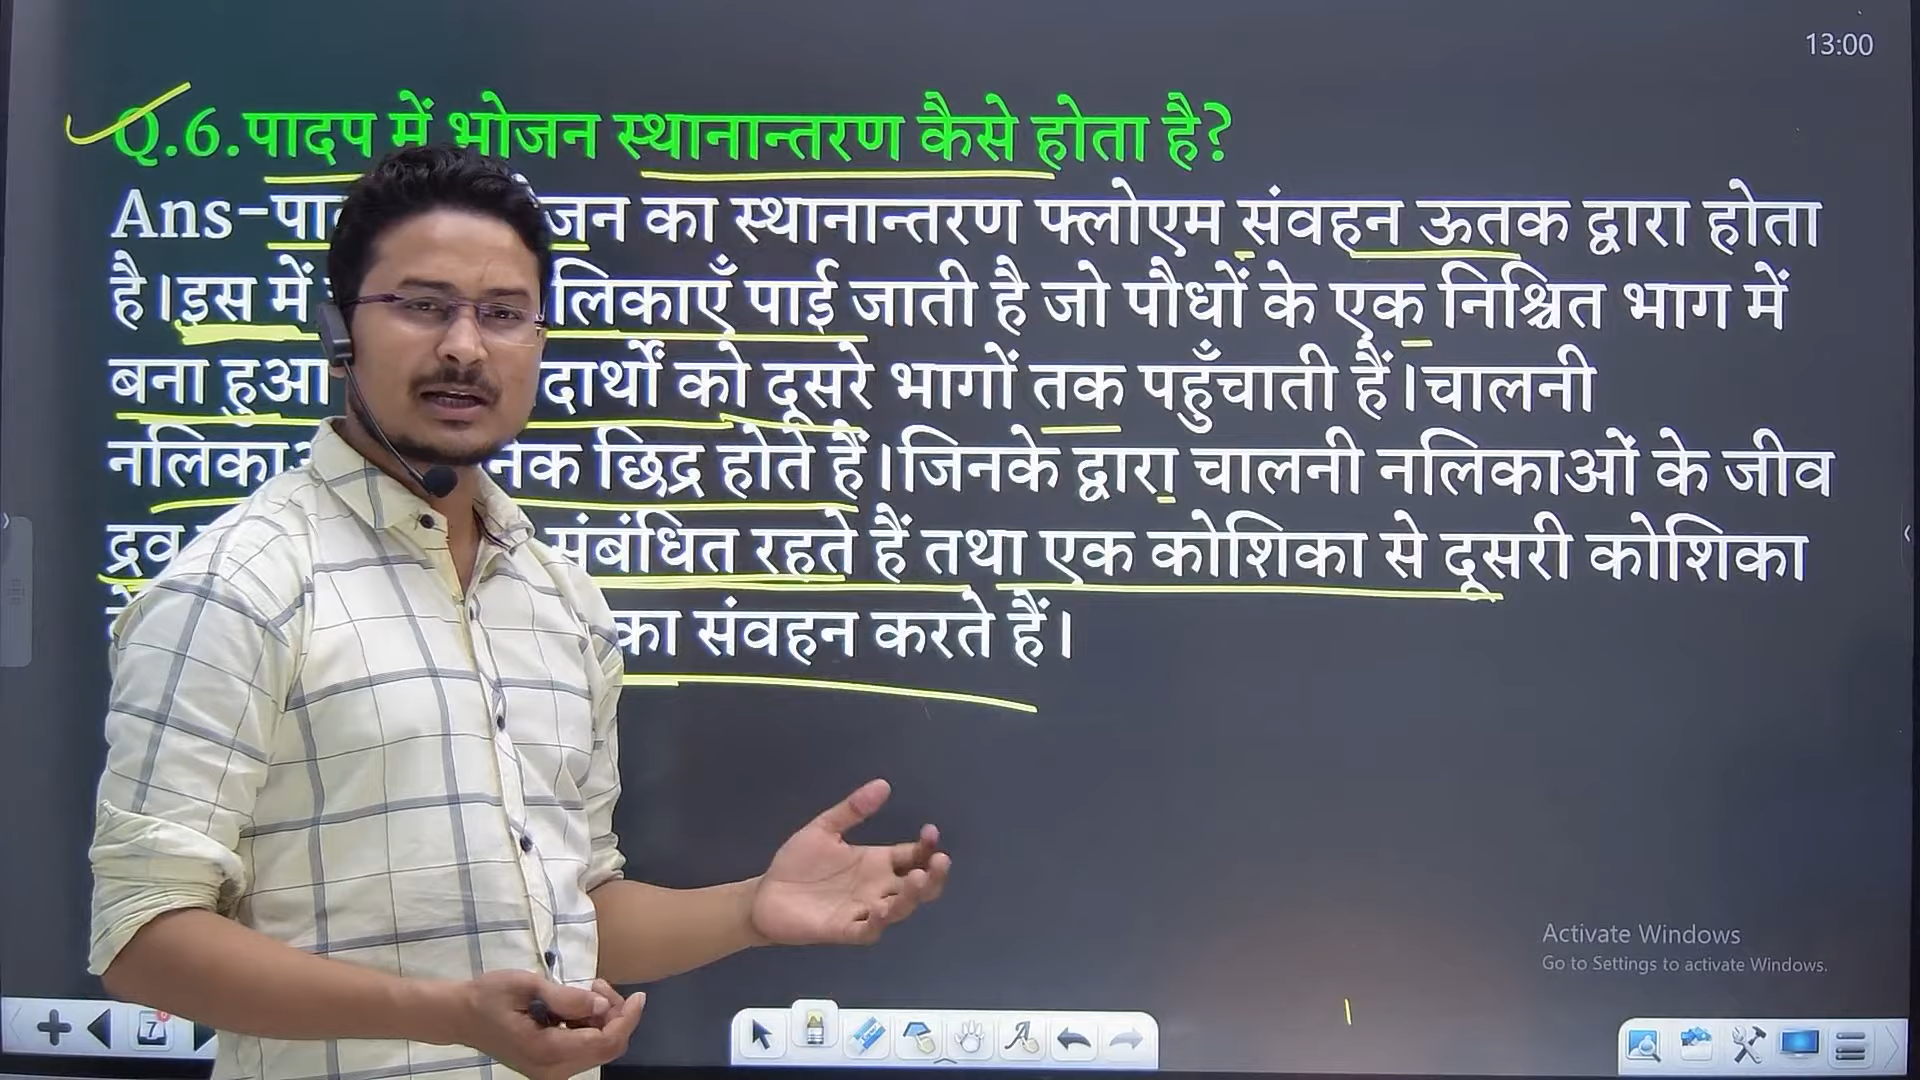 13:00
Q.6.पादप में भोजन स्थानान्तरण कैसे होता है?
Ans-पा जन का स्थानान्तरण फ्लोएम संवहन ऊतक द्वारा होता
है।इस में लिकाएँ पाई जाती है जो पौधों के एक निश्चित भाग में
बना हुआ दार्थों को दूसरे भागों तक पहुँचाती हैं।चालनी
नलिका नक छिद्र होते हैं।जिनके द्वारा चालनी नलिकाओं के जीव
द्रव संबंधित रहते हैं तथा एक कोशिका से दूसरी कोशिका
का संवहन करते हैं।
Activate Windows
Go to Settings to activate Windows.
7